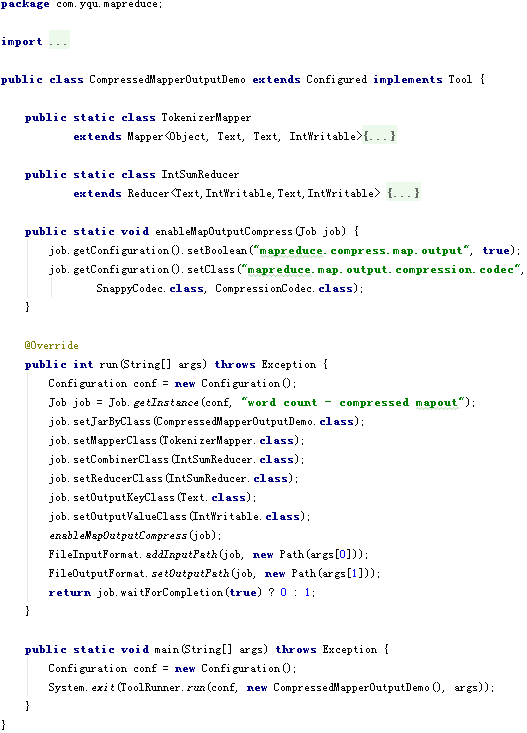 package com.yqu.mapreduce;
import ...
public class CompressedMapperOutputDemo extends Configured implements Tool {
public static class TokenizerMapper
extends Mapper<Object, Text, Text, IntWritable>{...}
public static class IntSumReducer
extends Reducer<Text,IntWritable,Text,IntWritable> {...}
public static void enableMapOutputCompress(Job job) {
job.getConfiguration().setBoolean("mapreduce.compress.map.output", true);
job.getConfiguration().setClass("mapreduce.map.output.compression.codec",
SnappyCodec.class, CompressionCodec.class);
}
@Override
public int run(String[] args) throws Exception {
Configuration conf = new Configuration();
Job job = Job.getInstance(conf, "word count - compressed mapout");
job.setJarByClass(CompressedMapperOutputDemo.class);
job.setMapperClass(TokenizerMapper.class);
job.setCombinerClass(IntSumReducer.class);
job.setReducerClass(IntSumReducer.class);
job.setOutputKeyClass(Text.class);
job.setOutputValueClass(IntWritable.class);
enableMapOutputCompress(job);
FileInputFormat.addInputPath(job, new Path(args[0]));
FileOutputFormat.setOutputPath(job, new Path(args[1]));
return job.waitForCompletion(true) ? 0 : 1;
}
public static void main(String[] args) throws Exception {
Configuration conf = new Configuration();
System.exit(ToolRunner.run(conf, new CompressedMapperOutputDemo(), args));
}
}